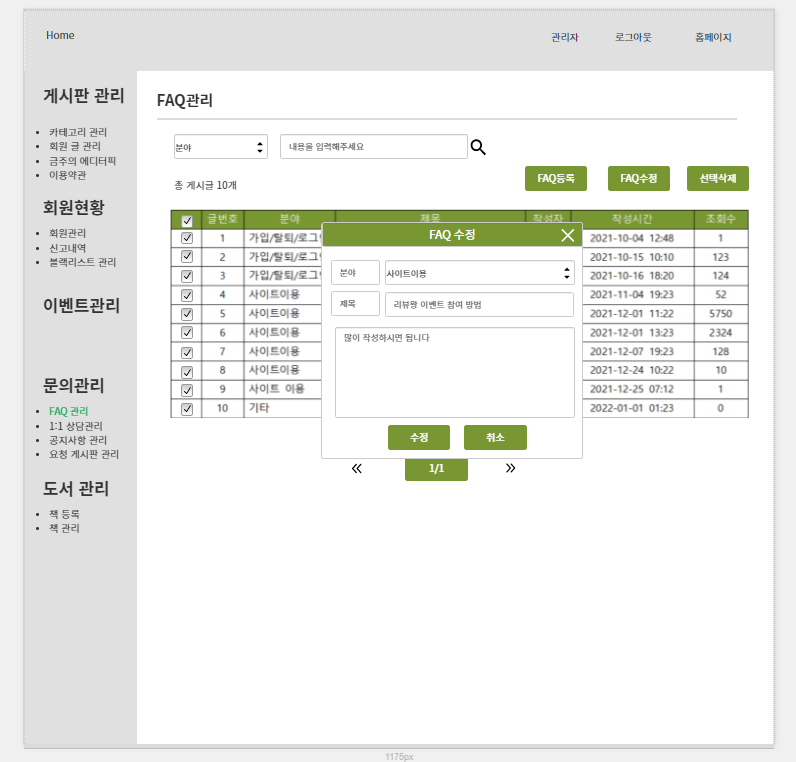 Home
관리자 로그아웃 홈페이지
게시판 관리
카테고리 관리
회원 글 관리
금주의 에디터픽
이용약관
회원현황
회원관리
신고내역
블랙리스트 관리
이벤트관리
문의관리
FAQ 관리
1:1 상담관리
공지사항 관리
요청 게시판 관리
도서 관리
책 등록
책 관리
FAQ관리
분야 내용을 입력해주세요
FAQ등록 FAQ수정 선택삭제
총 게시글 10개
글번호 분야 제목 작성자 작성시간 조회수
1 가입/탈퇴/로그인 2021-10-04 12:48 1
2 가입/탈퇴/로그 2021-10-15 10:10 123
3 가입/탈퇴/로그 2021-10-16 18:20 124
4 사이트이용 2021-11-04 19:23 52
5 사이트이용 2021-12-01 11:22 5750
6 사이트이용 2021-12-01 13:23 2324
7 사이트이용 2021-12-07 19:23 128
8 사이트이용 2021-12-24 10:22 10
9 사이트 이용 2021-12-25 07:12 1
10 기타 2022-01-01 01:23 0
FAQ 수정
분야 사이트이용
제목 리뷰왕 이벤트 참여 방법
많이 작성하시면 됩니다
수정 취소
« 1/1 »
1175px